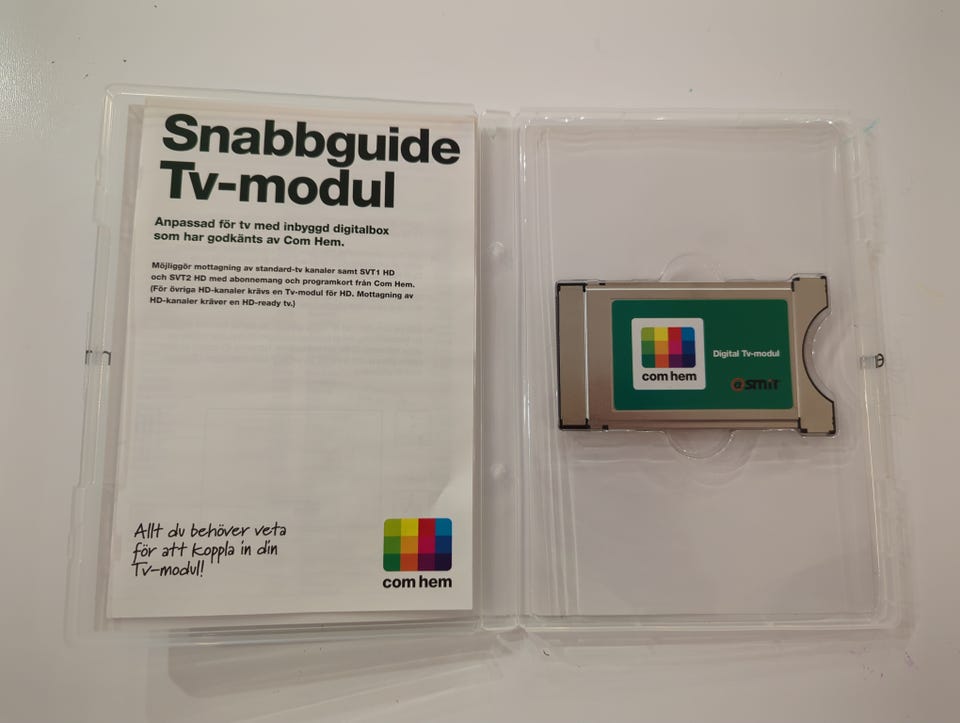 Snabbguide
Tv-modul
Anpassad för tv med inbyggd digitalbox
som har godkänts av Com Hem.
Möjliggör mottagning av standard-tv kanaler samt SVT1 HD
och SVT2 HD med abonnemang och programkort från Com Hem.
(För övriga HD-kanaler krävs en Tv-modul för HD. Mottagning av
HD-kanaler kräver en HD-ready tv.)
Allt du behöver veta
för att koppla in din
Tv-modul!
com hem
com hem
Digital Tv-modul
smit